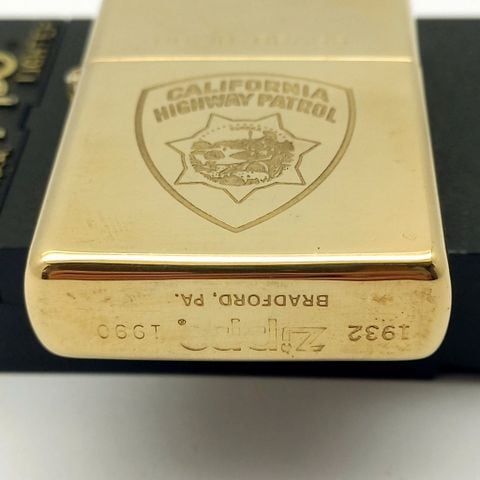 CALIFORNIA
HIGHWAY PATROL
BRADFORD, PA.
1932 Zippo® 1990